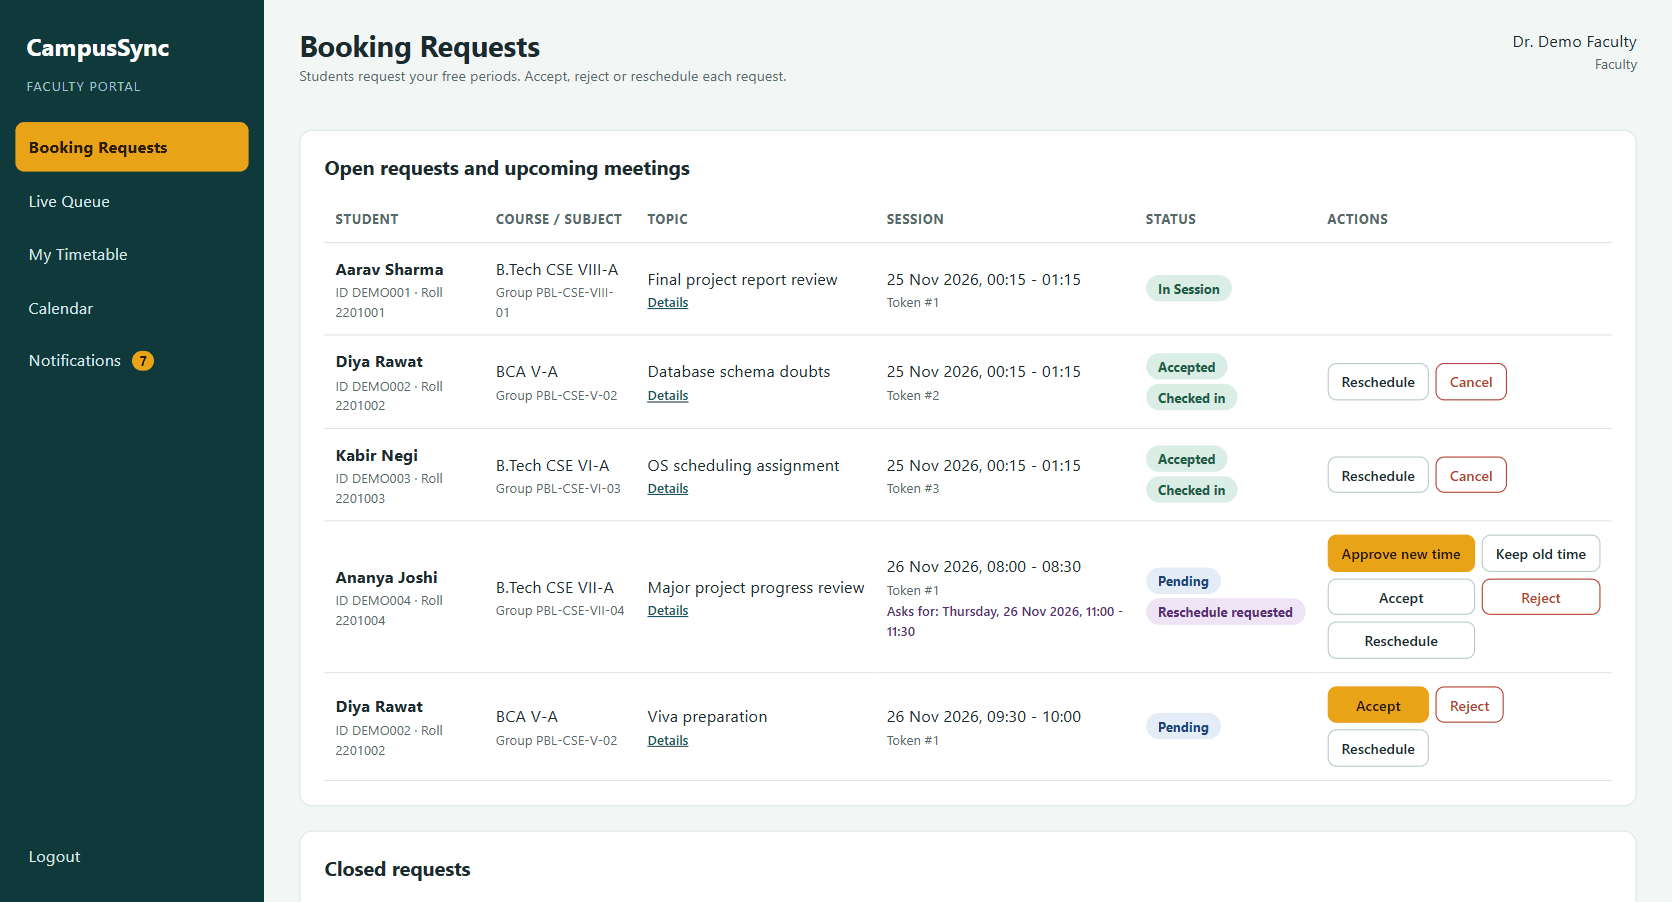 CampusSync
FACULTY PORTAL
Booking Requests
Live Queue
My Timetable
Calendar
Notifications 7
Logout
Booking Requests
Students request your free periods. Accept, reject or reschedule each request.
Dr. Demo Faculty
Faculty
Open requests and upcoming meetings
STUDENT COURSE / SUBJECT TOPIC SESSION STATUS ACTIONS
Aarav Sharma
ID DEMO001 · Roll
2201001
B.Tech CSE VIII-A
Group PBL-CSE-VIII-
01
Final project report review
Details
25 Nov 2026, 00:15 - 01:15
Token #1
In Session
Diya Rawat
ID DEMO002 · Roll
2201002
BCA V-A
Group PBL-CSE-V-02
Database schema doubts
Details
25 Nov 2026, 00:15 - 01:15
Token #2
Accepted
Checked in
Reschedule Cancel
Kabir Negi
ID DEMO003 · Roll
2201003
B.Tech CSE VI-A
Group PBL-CSE-VI-03
OS scheduling assignment
Details
25 Nov 2026, 00:15 - 01:15
Token #3
Accepted
Checked in
Reschedule Cancel
Ananya Joshi
ID DEMO004 · Roll
2201004
B.Tech CSE VII-A
Group PBL-CSE-VII-04
Major project progress review
Details
26 Nov 2026, 08:00 - 08:30
Token #1
Asks for: Thursday, 26 Nov 2026, 11:00 -
11:30
Pending
Reschedule requested
Approve new time Keep old time
Accept Reject
Reschedule
Diya Rawat
ID DEMO002 · Roll
2201002
BCA V-A
Group PBL-CSE-V-02
Viva preparation
Details
26 Nov 2026, 09:30 - 10:00
Token #1
Pending
Accept Reject
Reschedule
Closed requests